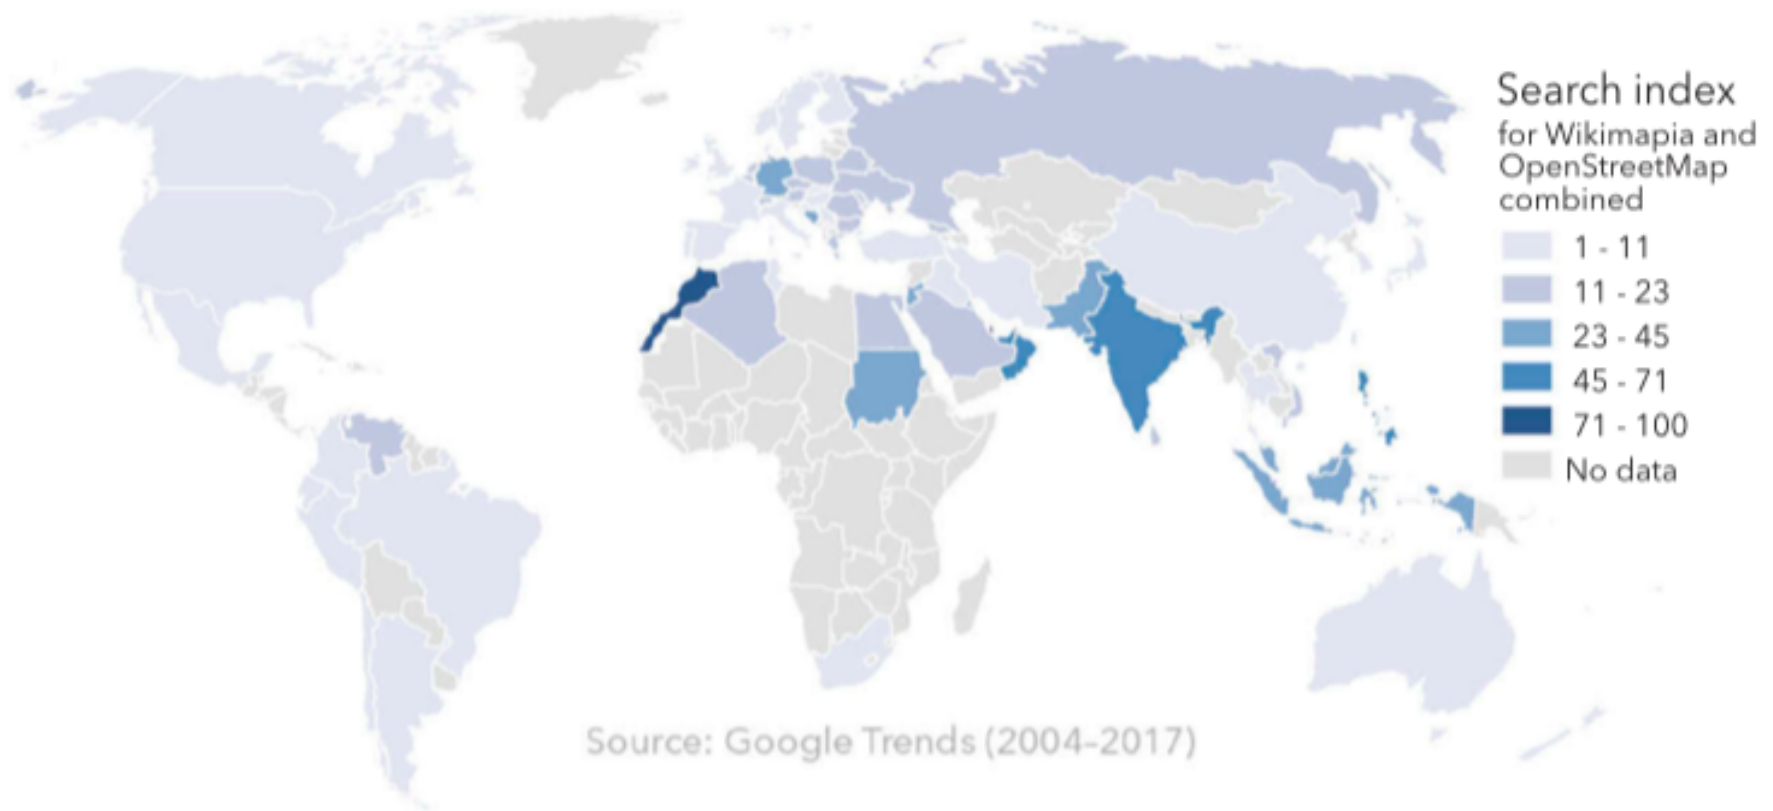 Search index
for Wikimapia and
OpenStreetMap
combined
1 - 11
11 - 23
23 - 45
45 - 71
71 - 100
No data
Source: Google Trends (2004–2017)